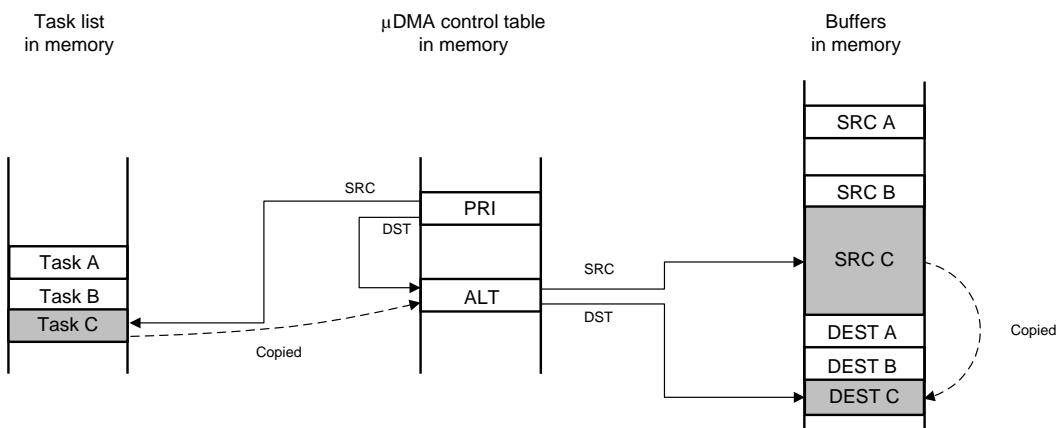 Task list
in memory
µDMA control table
in memory
Buffers
in memory
SRC A
SRC B
SRC C
DEST A
DEST B
DEST C
SRC
PRI
DST
Task A
Task B
Task C
ALT
SRC
DST
Copied
Copied